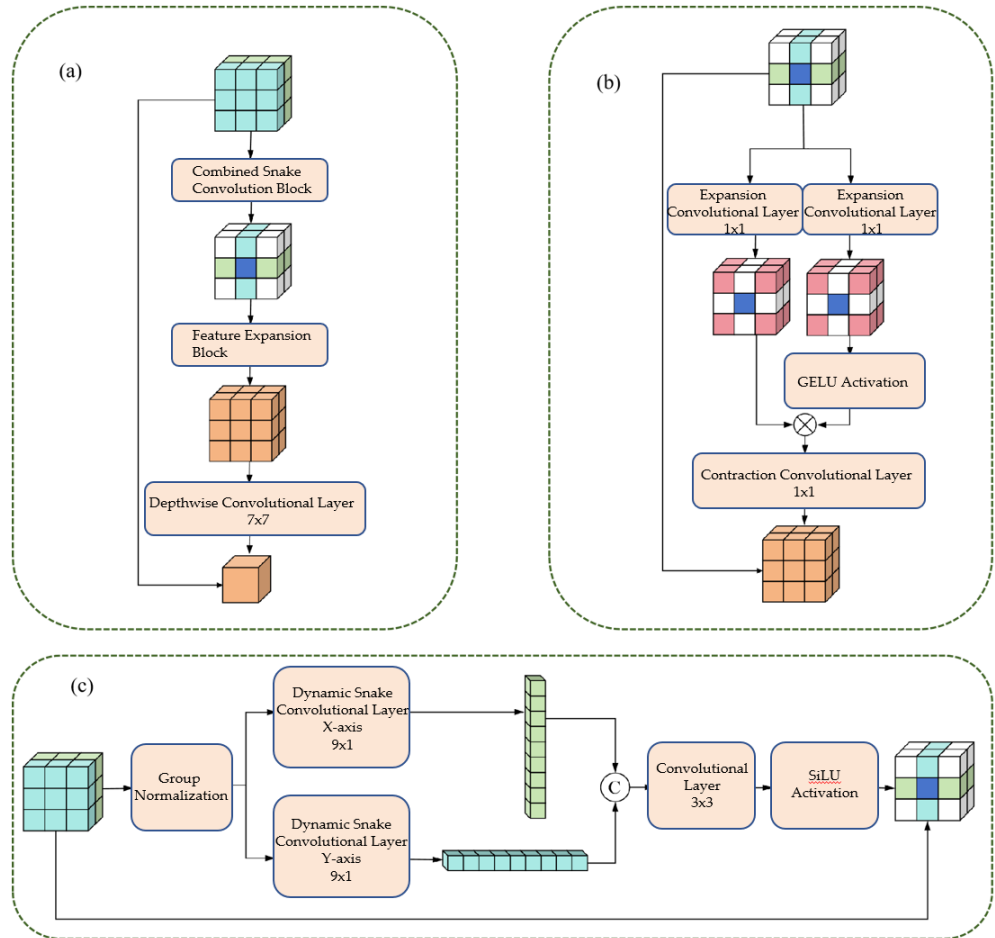 (a)
Combined Snake
Convolution Block
Feature Expansion
Block
Depthwise Convolutional Layer
7x7
(b)
Expansion
Convolutional Layer
1x1
Expansion
Convolutional Layer
1x1
GELU Activation
Contraction Convolutional Layer
1x1
(c)
Group
Normalization
Dynamic Snake
Convolutional Layer
X-axis
9x1
Dynamic Snake
Convolutional Layer
Y-axis
9x1
C
Convolutional
Layer
3x3
SiLU
Activation